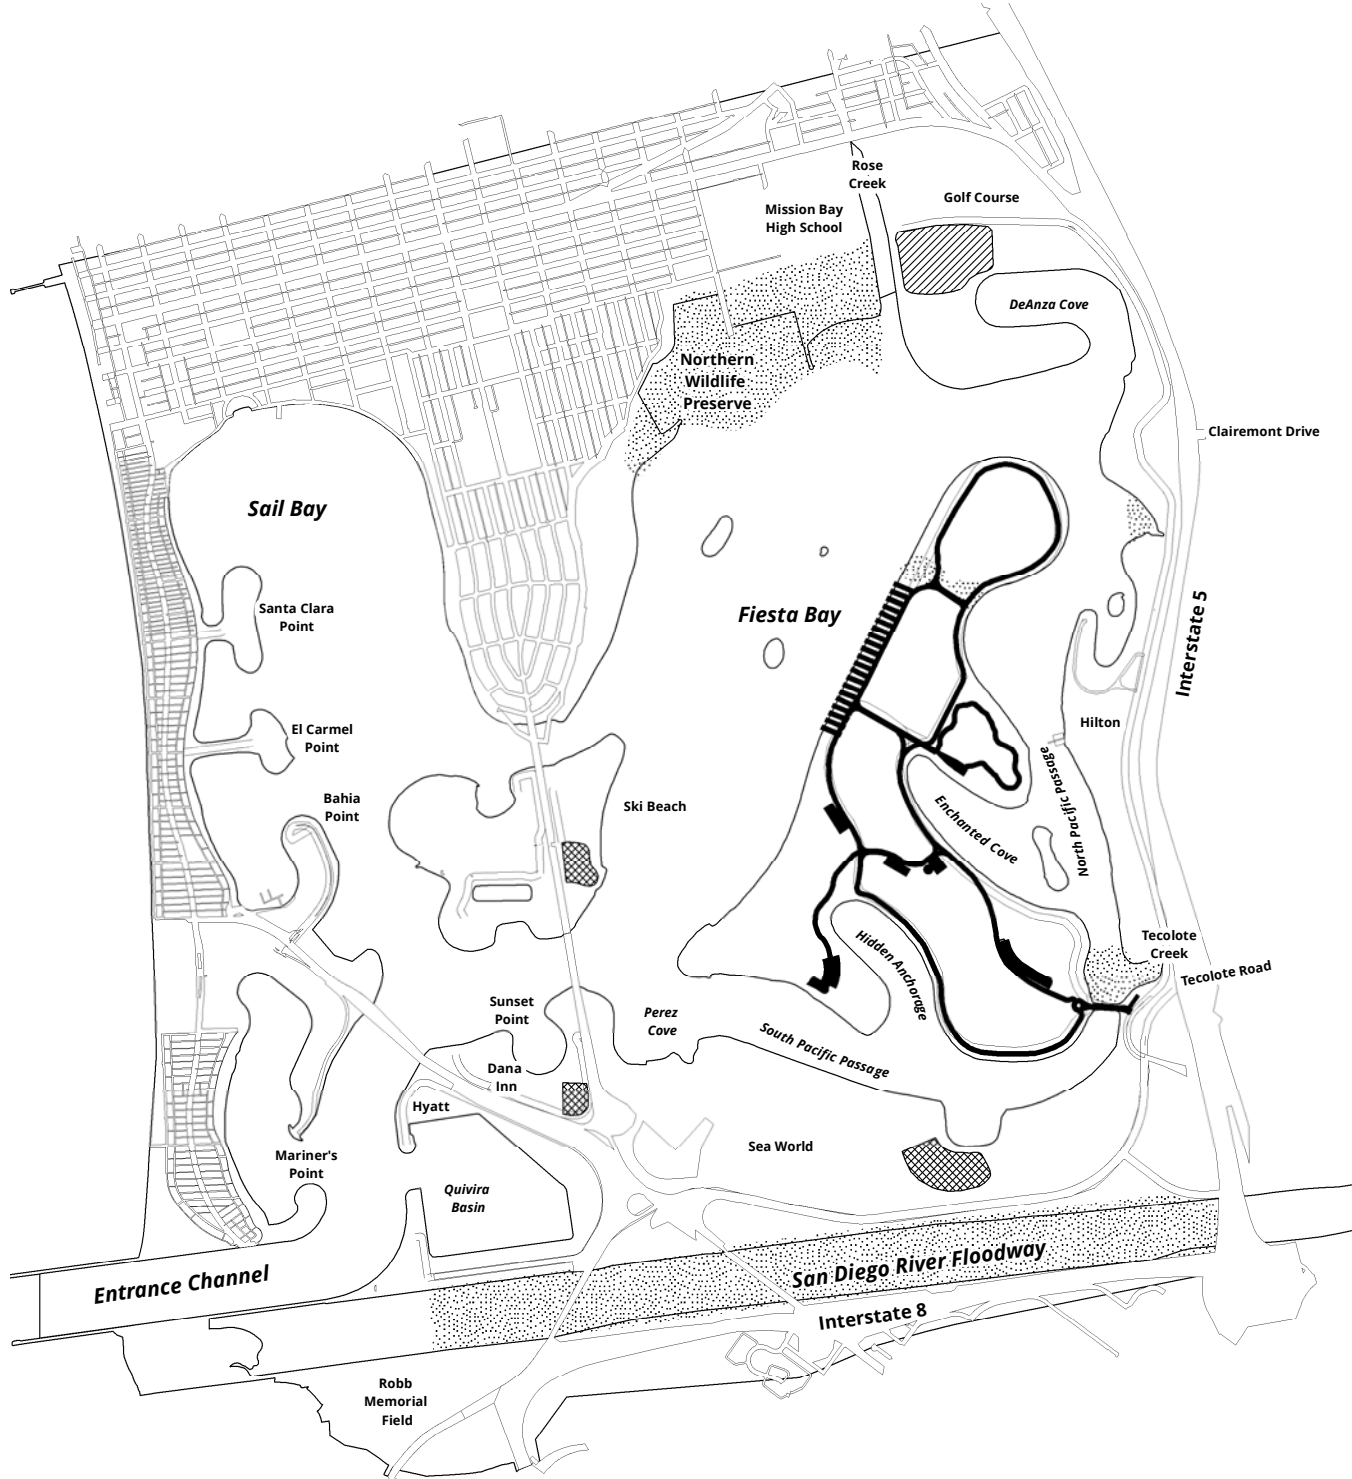 Rose
Creek
Golf Course
Mission Bay
High School
DeAnza Cove
Northern
Wildlife
Preserve
Clairemont Drive
Sail Bay
Santa Clara
Point
Fiesta Bay
Interstate 5
El Carmel
Point
Hilton
Bahia
Point
Ski Beach
North Pacific Passage
Enchanted Cove
Tecolote
Creek
Tecolote Road
Hidden Anchorage
Sunset
Point
Perez
Cove
South Pacific Passage
Dana
Inn
Hyatt
Sea World
Mariner's
Point
Quivira
Basin
Entrance Channel
San Diego River Floodway
Interstate 8
Robb
Memorial
Field